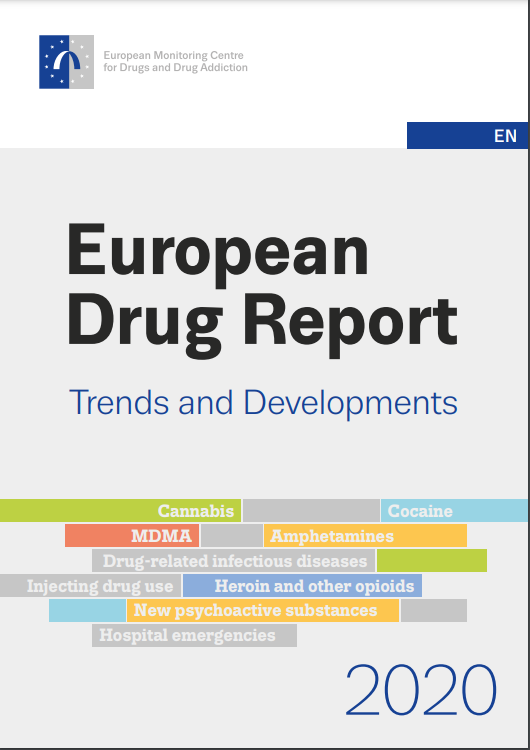 European Monitoring Centre
for Drugs and Drug Addiction
EN
European
Drug Report
Trends and Developments
Cannabis
Cocaine
MDMA
Amphetamines
Drug-related infectious diseases
Injecting drug use
Heroin and other opioids
New psychoactive substances
Hospital emergencies
2020